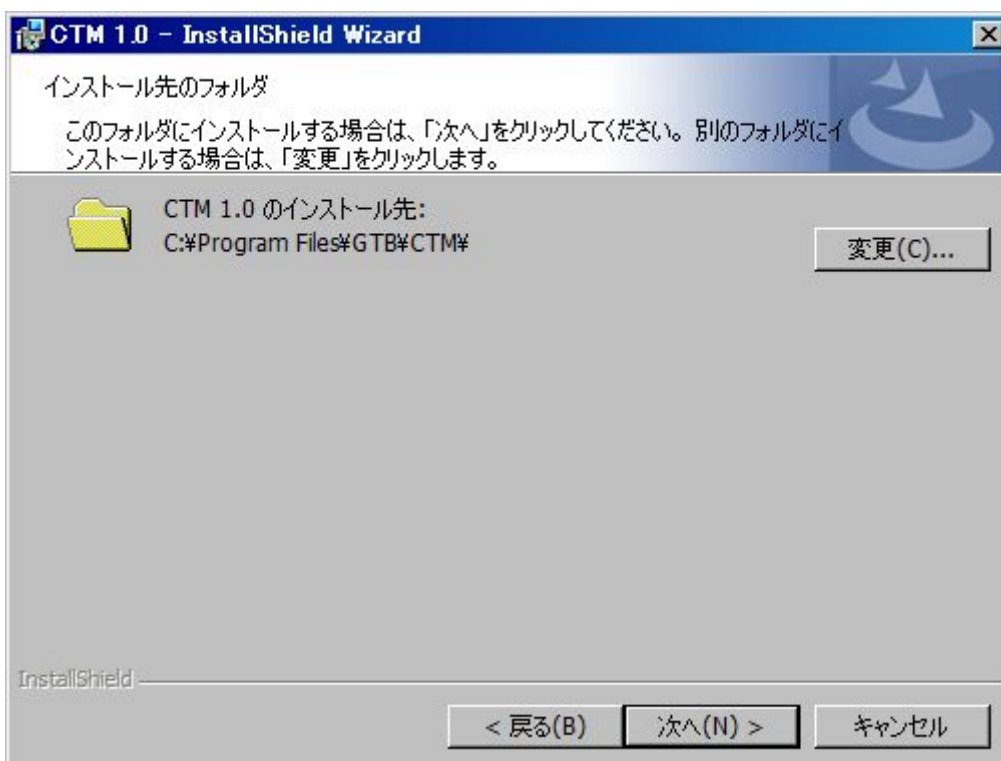 CTM 1.0 - InstallShield Wizard
インストール先のフォルダ
このフォルダにインストールする場合は、「次へ」をクリックしてください。別のフォルダにイ
ンストールする場合は、「変更」をクリックします。
CTM 1.0 のインストール先:
C:¥Program Files¥GTB¥CTM¥
変更(C)...
InstallShield
< 戻る(B)
次へ(N) >
キャンセル